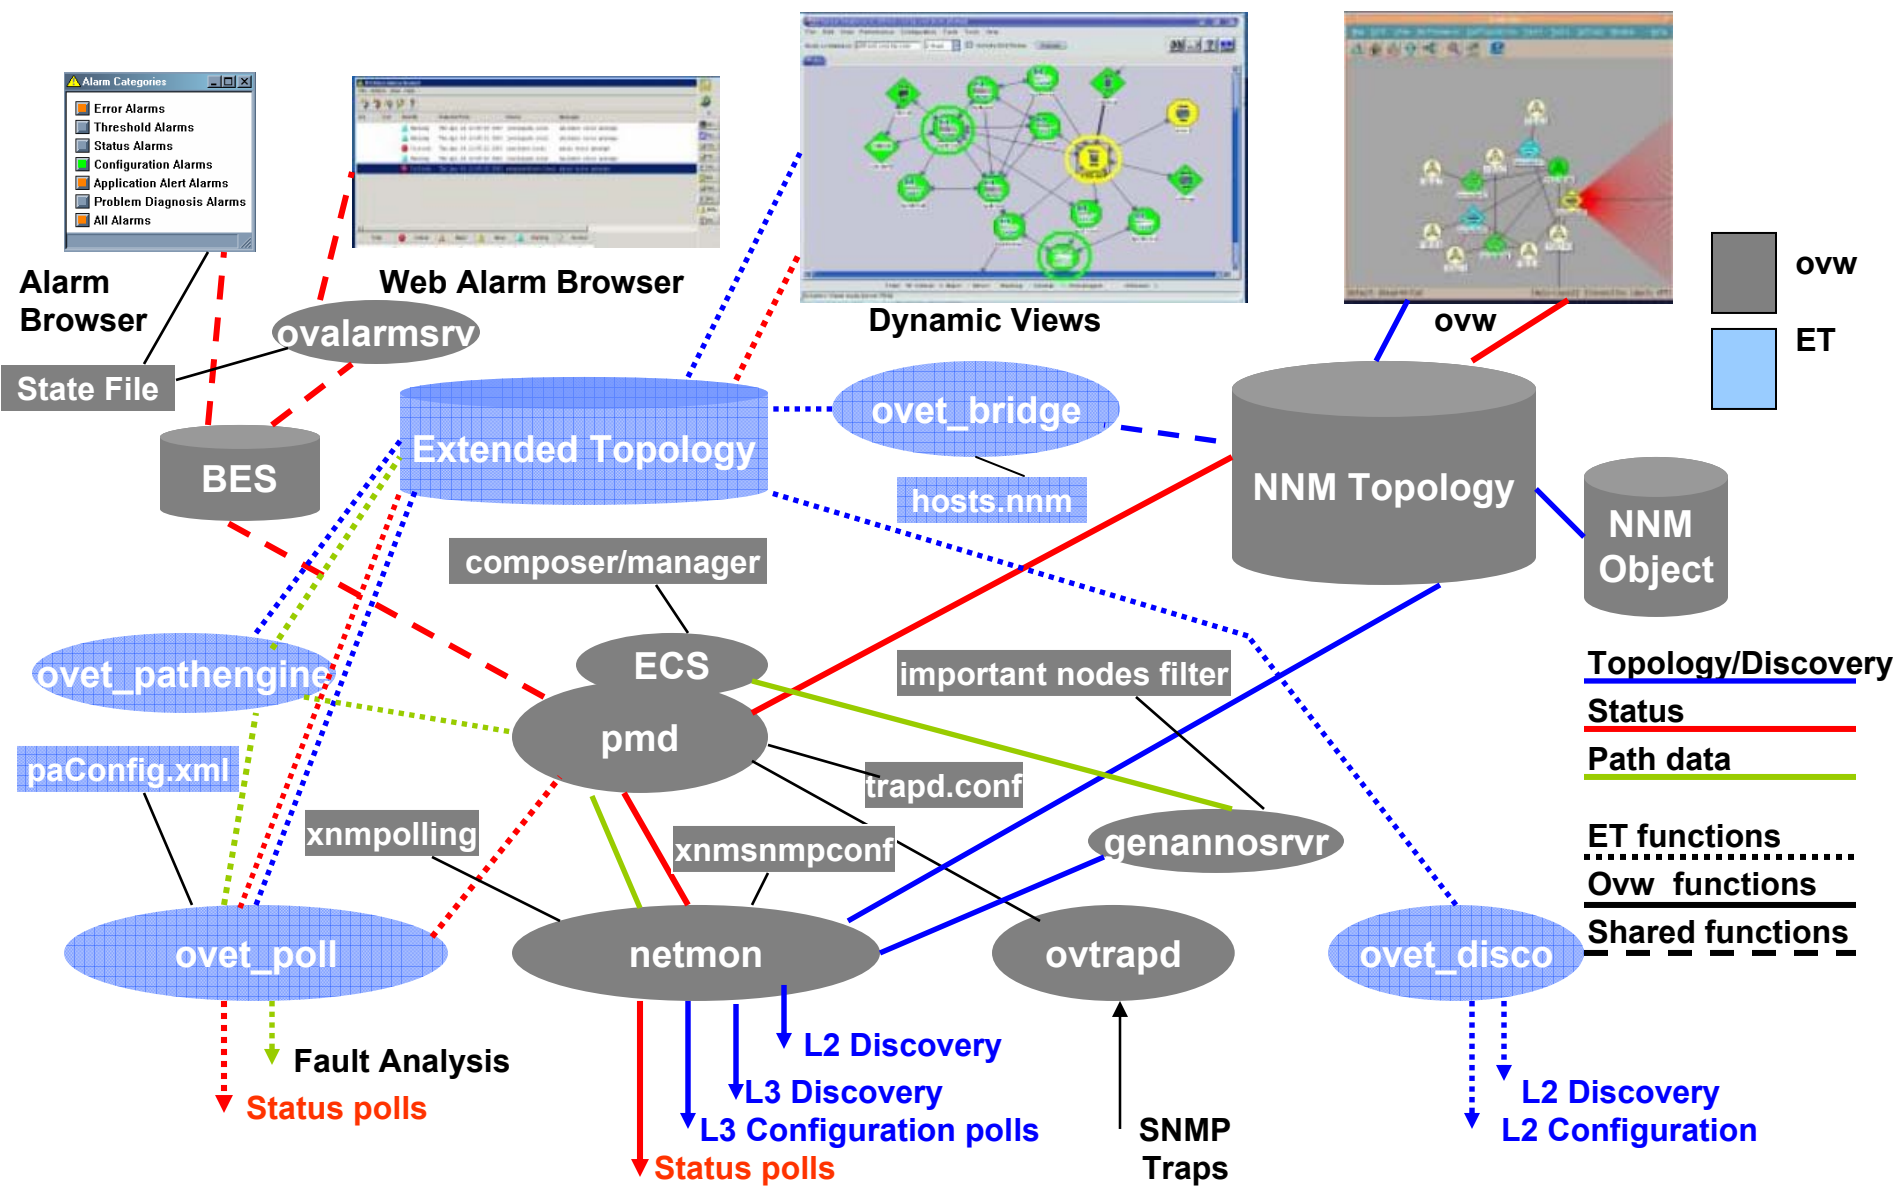 Alarm Categories
Error Alarms
Threshold Alarms
Status Alarms
Configuration Alarms
Application Alert Alarms
Problem Diagnosis Alarms
All Alarms
Alarm
Browser
Web Alarm Browser
Dynamic Views
ovw
ovw
ET
ovalarmsrv
State File
BES
Extended Topology
ovet_bridge
hosts.nnm
NNM Topology
NNM
Object
composer/manager
ECS
important nodes filter
ovet_pathengine
pmd
paConfig.xml
trapd.conf
xnmpolling
xnmsnmpconf
genannosrvr
Topology/Discovery
Status
Path data
ET functions
Ovw functions
Shared functions
ovet_poll
netmon
ovtrapd
ovet_disco
Fault Analysis
Status polls
L2 Discovery
L3 Discovery
L3 Configuration polls
Status polls
SNMP
Traps
L2 Discovery
L2 Configuration